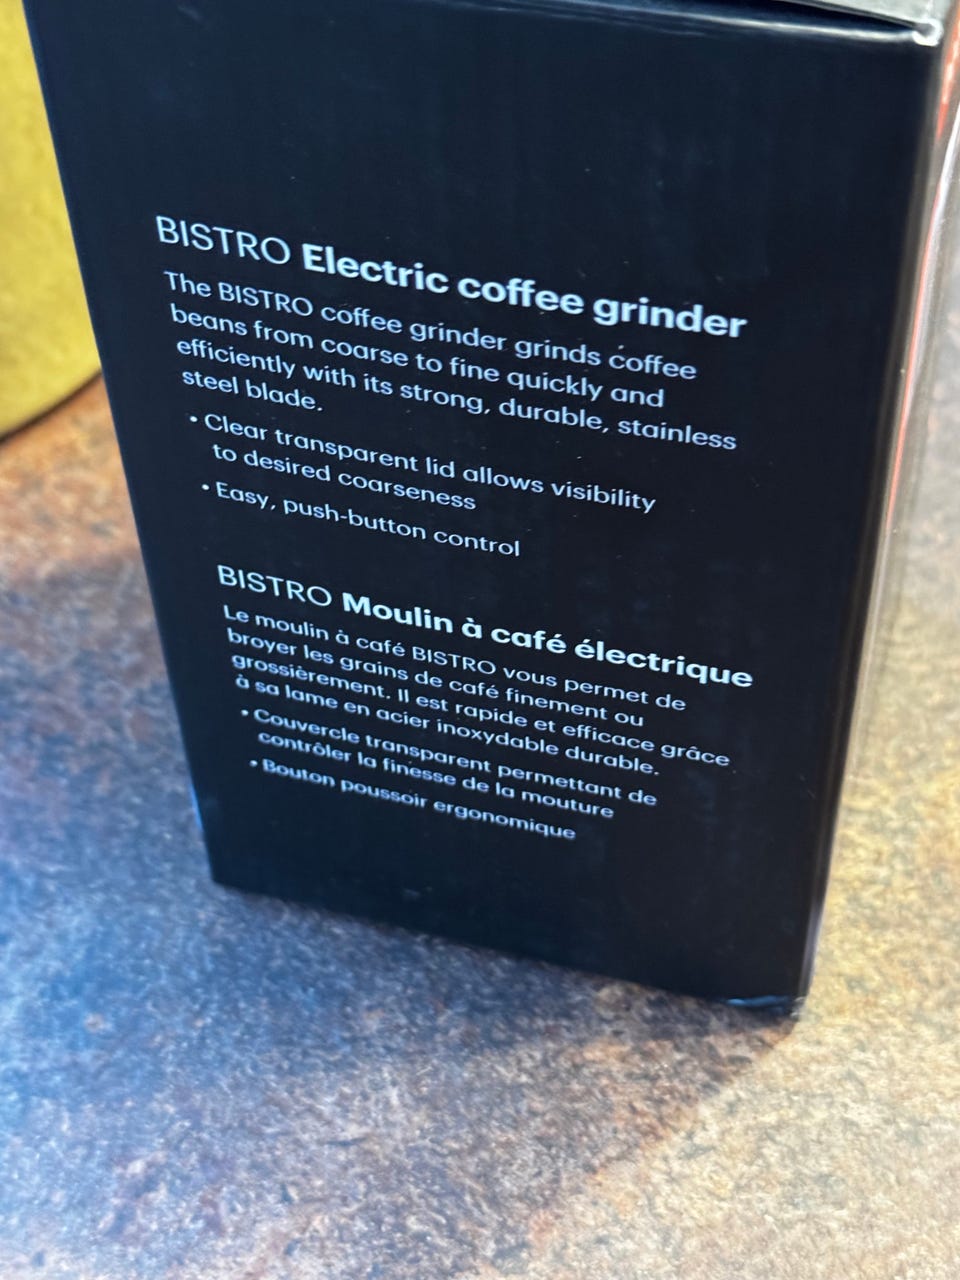 BISTRO Electric coffee grinder
The BISTRO coffee grinder grinds coffee
beans from coarse to fine quickly and
efficiently with its strong, durable, stainless
steel blade.
• Clear transparent lid allows visibility
to desired coarseness
• Easy, push-button control
BISTRO Moulin à café électrique
Le moulin à café BISTRO vous permet de
broyer les grains de café finement ou
grossièrement. Il est rapide et efficace grâce
à sa lame en acier inoxydable durable.
• Couvercle transparent permettant de
contrôler la finesse de la mouture
• Bouton poussoir ergonomique